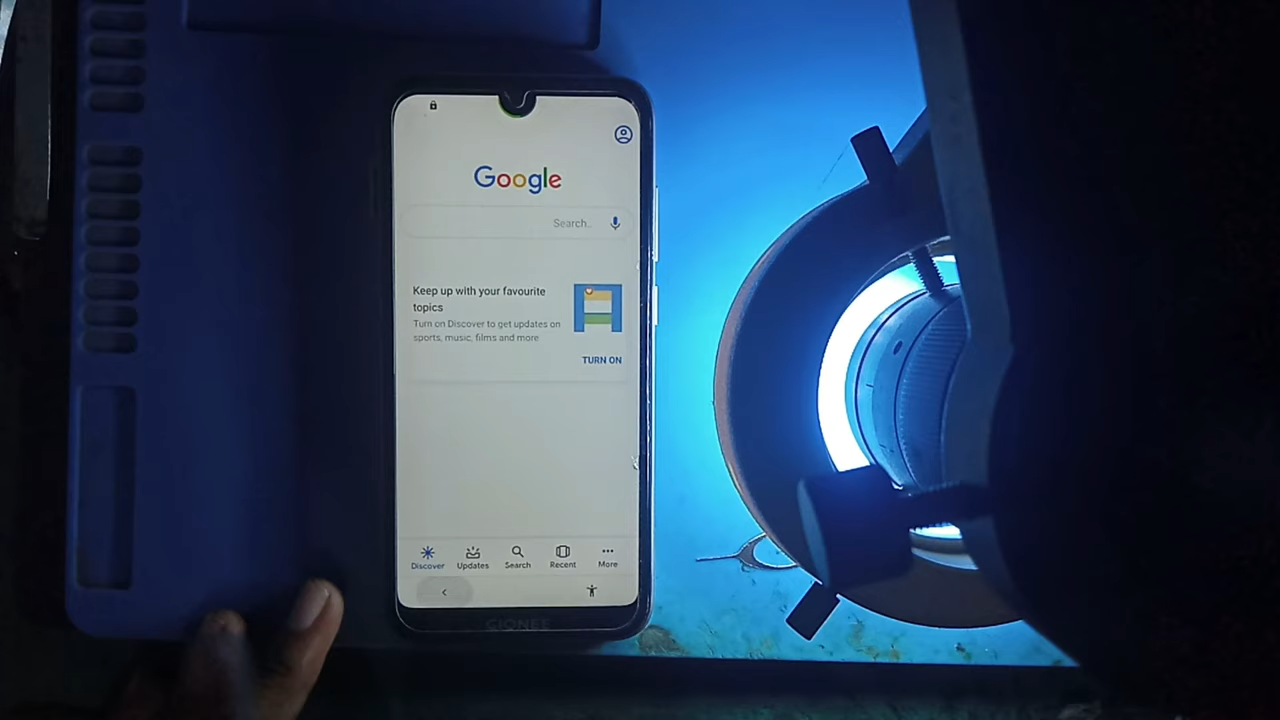 Google
Search..
Keep up with your favourite
topics
Turn on Discover to get updates on
sports, music, films and more
TURN ON
Discover Updates Search Recent More
GIONEE